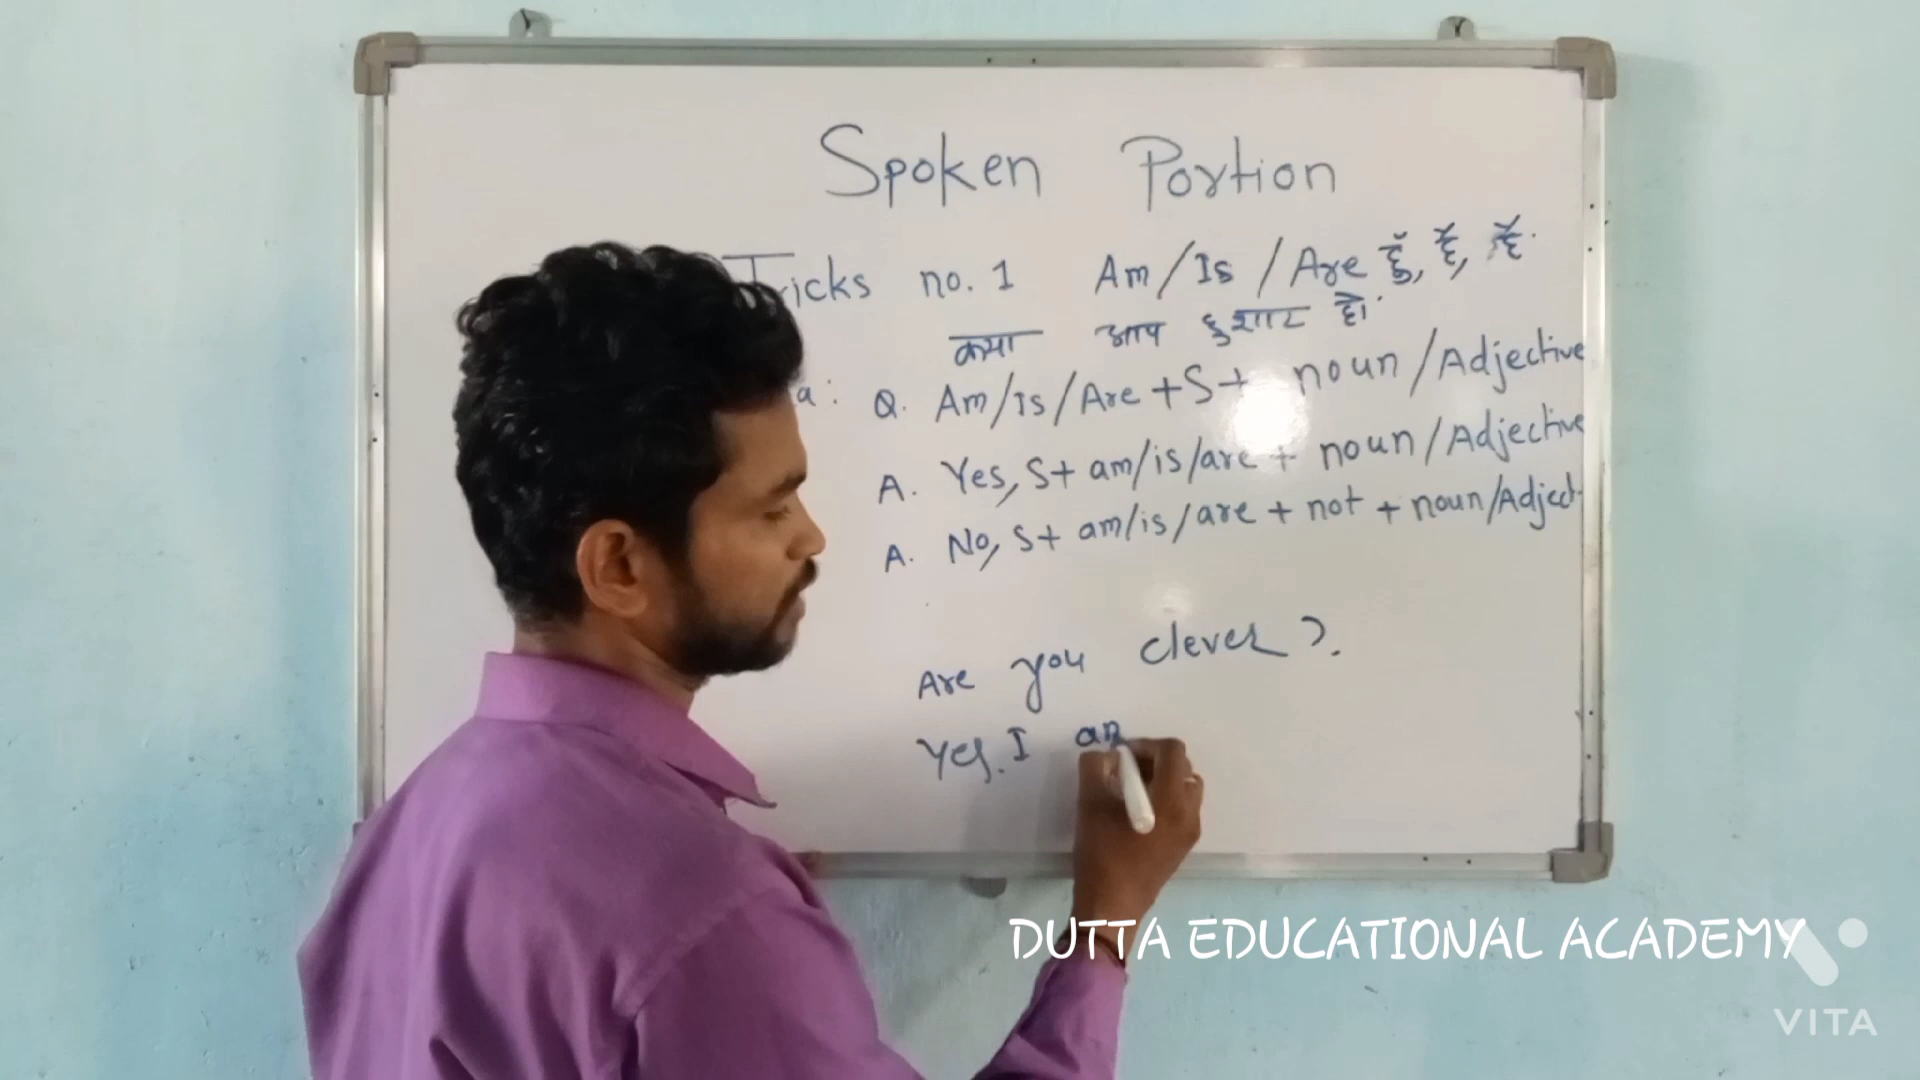 Spoken Portion
Tricks no. 1 Am/Is/Are हूँ, है, हैं.
क्या आप हुशार हो.
a: Q. Am/Is/Are + S + noun/Adjective
A. Yes, S+ am/is/are + noun/Adjective
A. No, S+ am/is/are + not + noun/Adject
Are you clever?
Yes. I am
DUTTA EDUCATIONAL ACADEMY
VITA